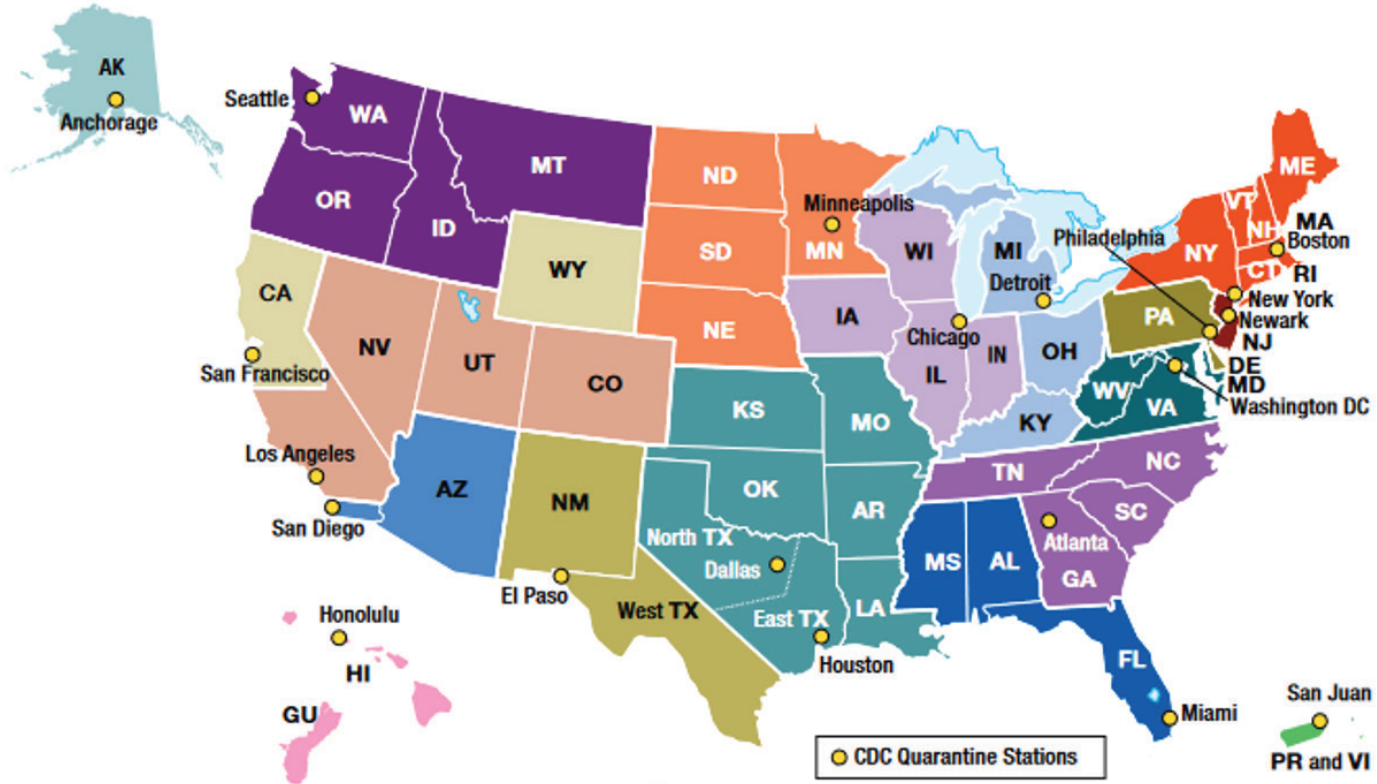 AK
Anchorage
Seattle
WA
MT
OR
ID
ND
SD
NE
Minneapolis
MN
WI
MI
Detroit
Philadelphia
ME
VT
NH
MA
Boston
NY
CT
RI
New York
Newark
NJ
PA
DE
MD
Washington DC
WY
CA
San Francisco
NV
UT
CO
IA
Chicago
IL
IN
OH
KY
WV
VA
KS
MO
Los Angeles
San Diego
AZ
NM
OK
AR
TN
NC
SC
Atlanta
GA
North TX
Dallas
El Paso
West TX
East TX
Houston
LA
MS
AL
FL
Miami
Honolulu
HI
GU
San Juan
PR and VI
CDC Quarantine Stations